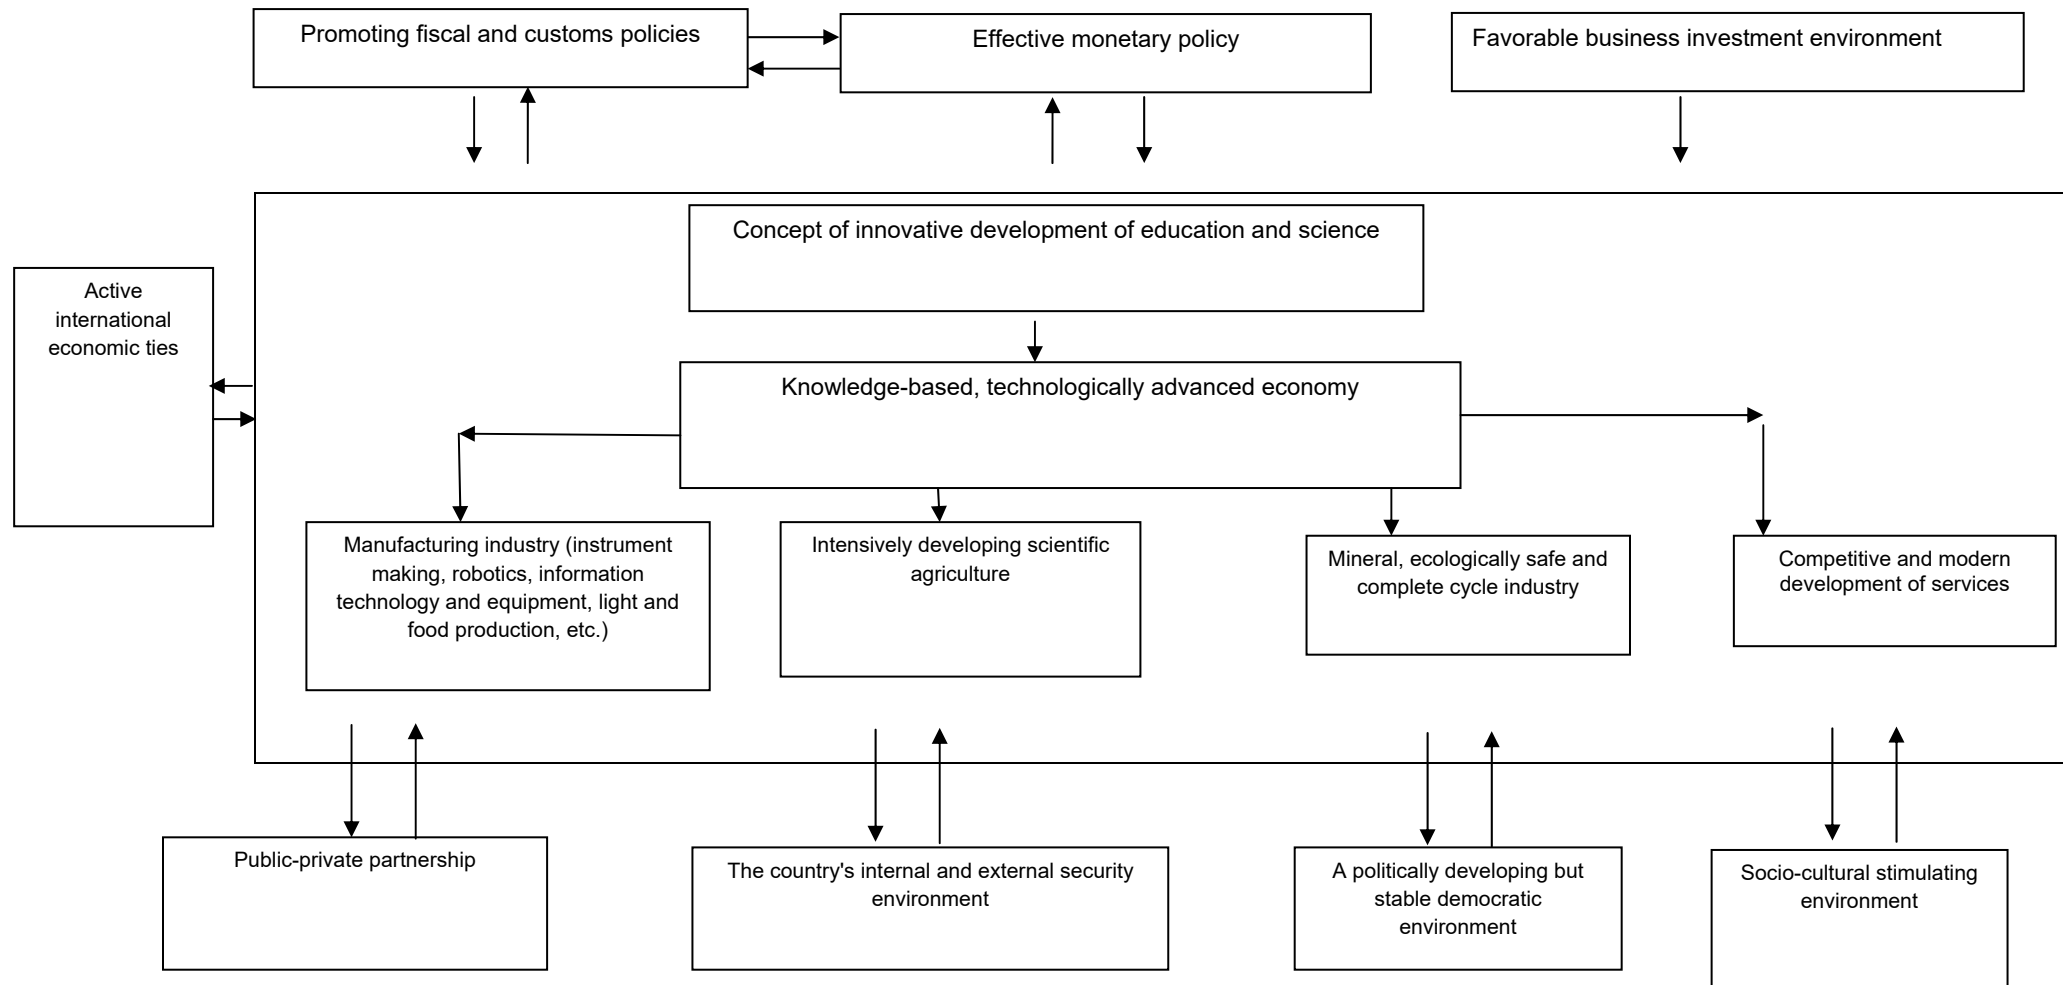 Promoting fiscal and customs policies
Effective monetary policy
Favorable business investment environment
Concept of innovative development of education and science
Active
international
economic ties
Knowledge-based, technologically advanced economy
Manufacturing industry (instrument
making, robotics, information
technology and equipment, light and
food production, etc.)
Intensively developing scientific
agriculture
Mineral, ecologically safe and
complete cycle industry
Competitive and modern
development of services
Public-private partnership
The country's internal and external security
environment
A politically developing but
stable democratic
environment
Socio-cultural stimulating
environment